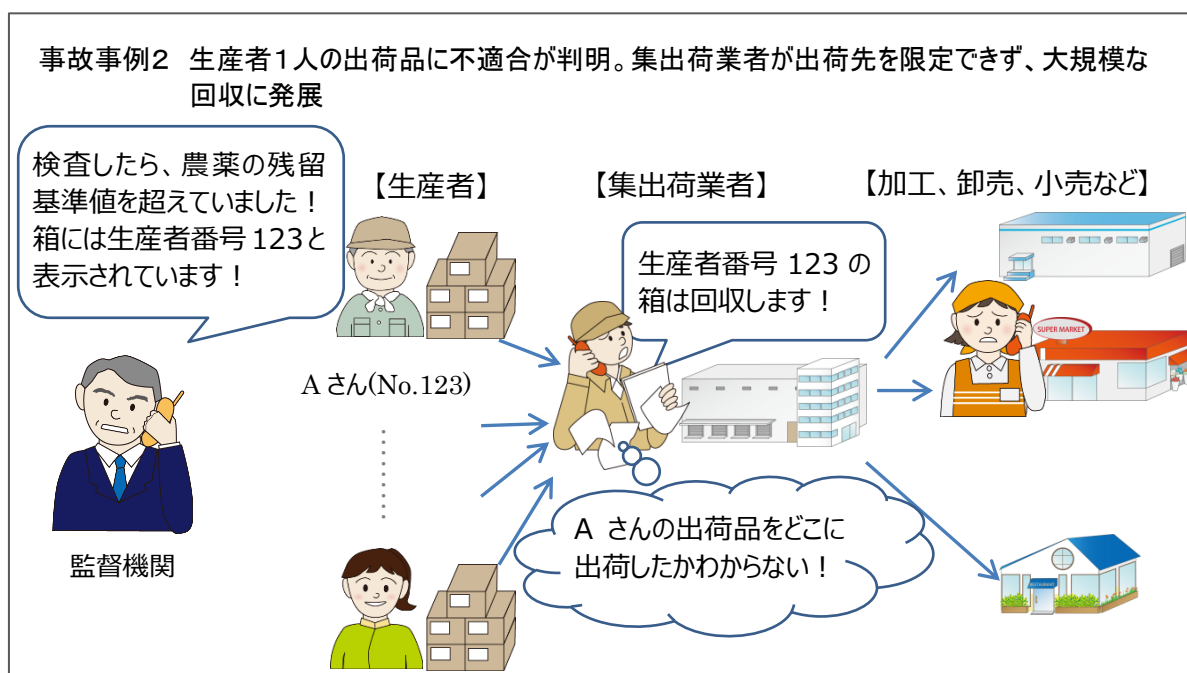 事故事例２ 生産者１人の出荷品に不適合が判明。集出荷業者が出荷先を限定できず、大規模な
回収に発展
検査したら、農薬の残留
基準値を超えていました！
箱には生産者番号 123 と
表示されています！
【生産者】
【集出荷業者】
【加工、卸売、小売など】
生産者番号 123 の
箱は回収します！
SUPER MARKET
A さん(No.123)
監督機関
A さんの出荷品をどこに
出荷したかわからない！
RESTAURANT